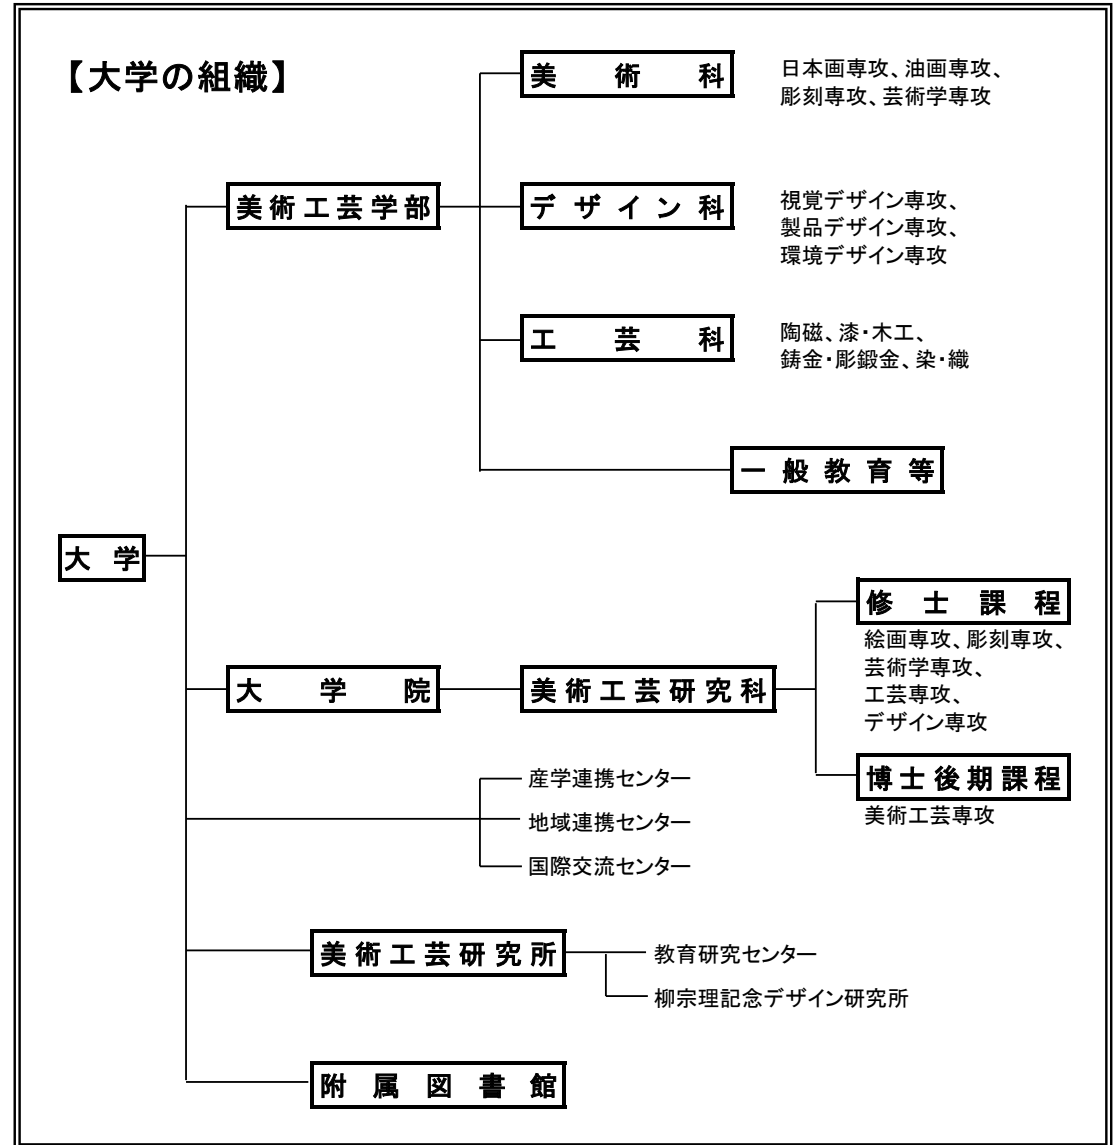 【大学の組織】
美術科
日本画専攻、油画専攻、
彫刻専攻、芸術学専攻
美術工芸学部
デザイン科
視覚デザイン専攻、
製品デザイン専攻、
環境デザイン専攻
工芸科
陶磁、漆・木工、
鋳金・彫鍛金、染・織
一般教育等
大学
大学院
美術工芸研究科
修士課程
絵画専攻、彫刻専攻、
芸術学専攻、
工芸専攻、
デザイン専攻
博士後期課程
美術工芸専攻
産学連携センター
地域連携センター
国際交流センター
美術工芸研究所
教育研究センター
柳宗理記念デザイン研究所
附属図書館